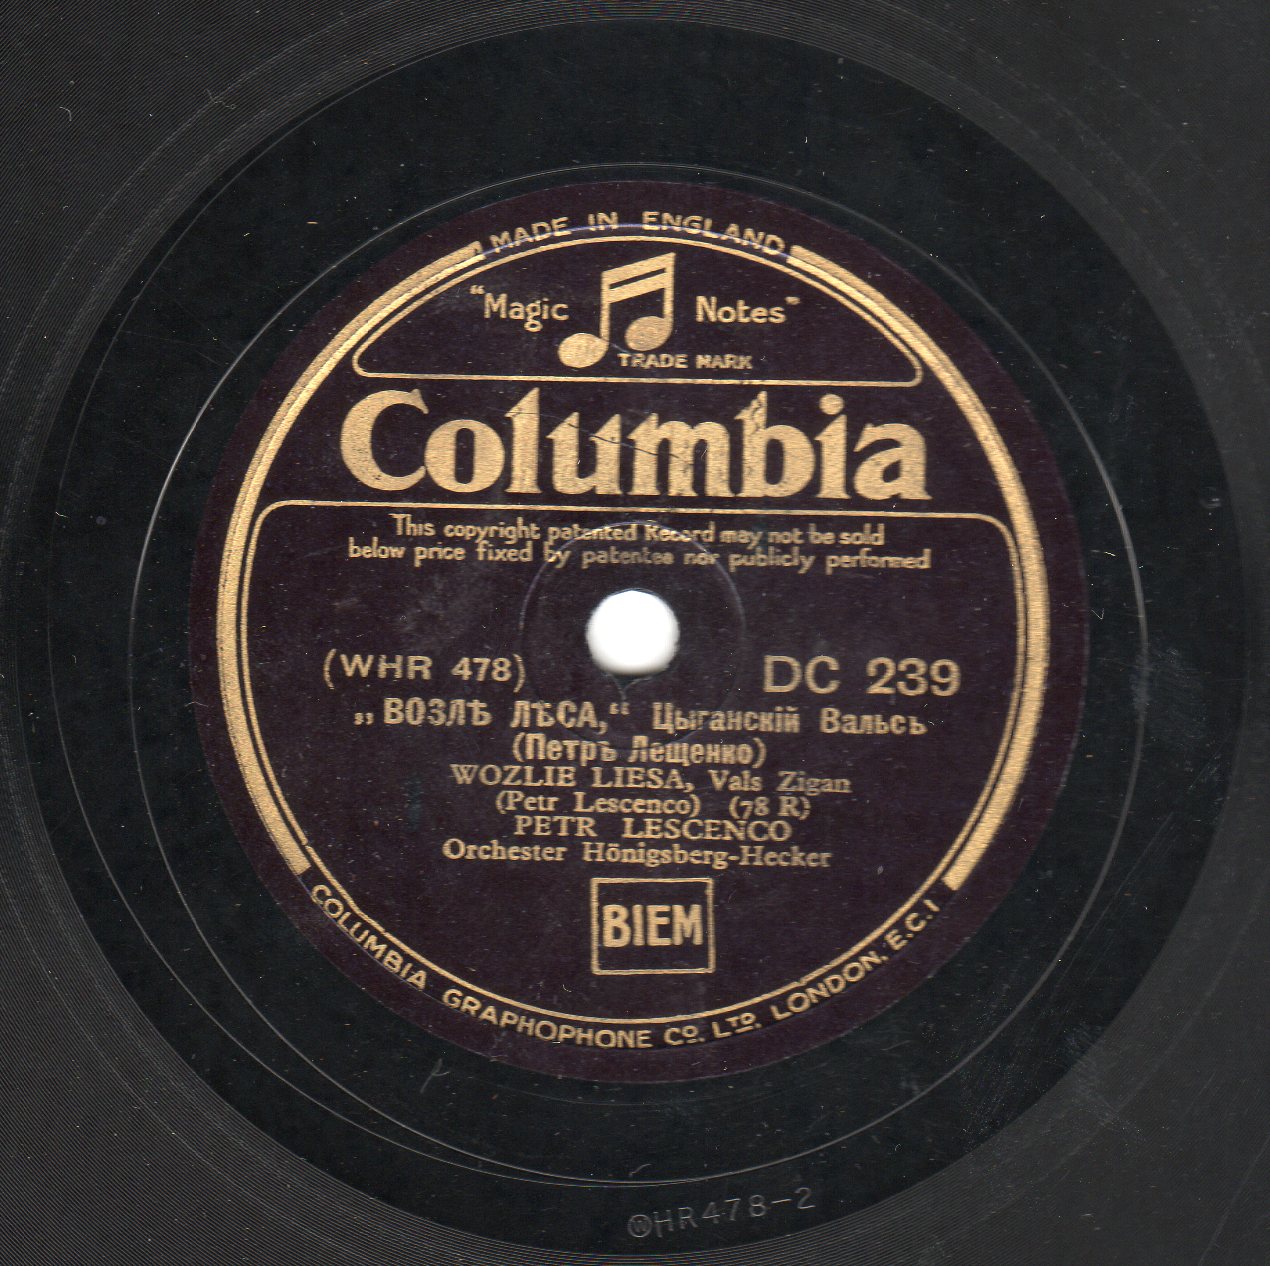 MADE IN ENGLAND
"Magic Notes"
TRADE MARK
Columbia
This copyright patented Record may not be sold
below price fixed by patentee nor publicly performed
(WHR 478) DC 239
„ВОЗЛѢ ЛѢСА,“ Цыганскій Вальсъ
(Петръ Лещенко)
WOZLIE LIESA, Vals Zigan
(Petr Lescenco) (78 R)
PETR LESCENCO
Orchester Hönigsberg-Hecker
BIEM
COLUMBIA GRAPHOPHONE CO. LTD. LONDON. E.C.1
WHR478-2